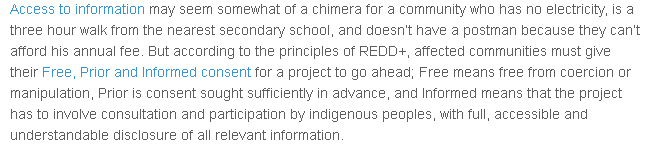 Access to information may seem somewhat of a chimera for a community who has no electricity, is a
three hour walk from the nearest secondary school, and doesn't have a postman because they can't
afford his annual fee. But according to the principles of REDD+, affected communities must give
their Free, Prior and Informed consent for a project to go ahead; Free means free from coercion or
manipulation, Prior is consent sought sufficiently in advance, and Informed means that the project
has to involve consultation and participation by indigenous peoples, with full, accessible and
understandable disclosure of all relevant information.